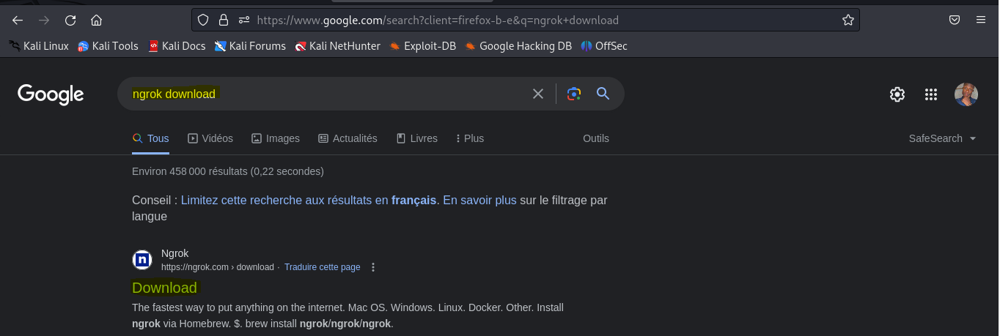 https://www.google.com/search?client=firefox-b-e&q=ngrok+download
Kali Linux Kali Tools Kali Docs Kali Forums Kali NetHunter Exploit-DB Google Hacking DB OffSec
Google ngrok download
Tous Vidéos Images Actualités Livres Plus Outils SafeSearch
Environ 458 000 résultats (0,22 secondes)
Conseil : Limitez cette recherche aux résultats en français. En savoir plus sur le filtrage par
langue
n Ngrok
https://ngrok.com › download · Traduire cette page
Download
The fastest way to put anything on the internet. Mac OS. Windows. Linux. Docker. Other. Install
ngrok via Homebrew. $. brew install ngrok/ngrok/ngrok.